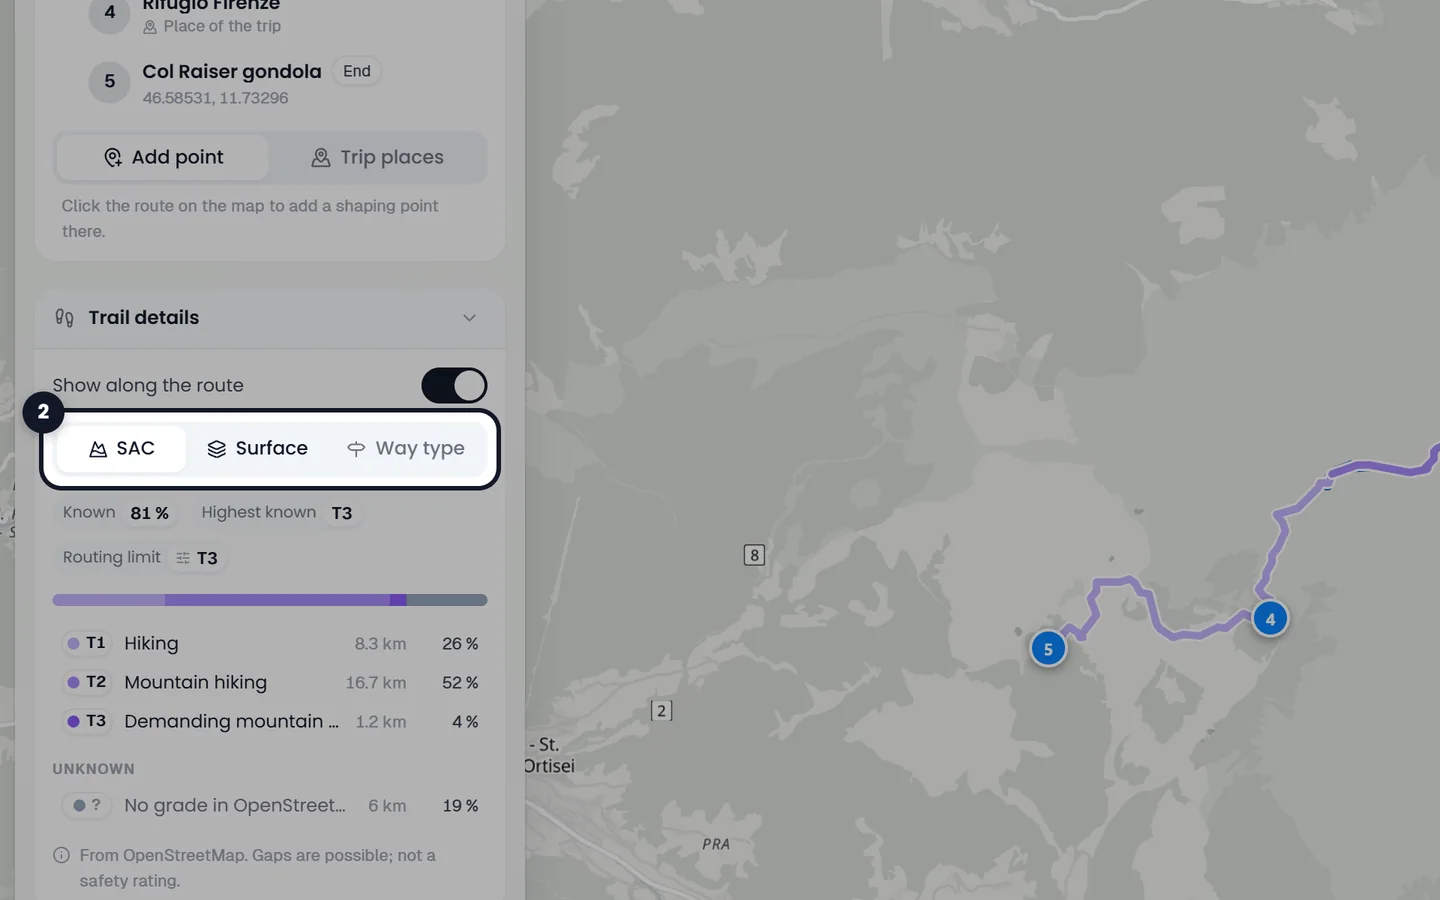 4
Rifugio Firenze
Place of the trip
5
Col Raiser gondola
End
46.58531, 11.73296
Add point
Trip places
Click the route on the map to add a shaping point
there.
Trail details
Show along the route
2
SAC
Surface
Way type
Known 81 %
Highest known T3
Routing limit T3
T1 Hiking 8.3 km 26 %
T2 Mountain hiking 16.7 km 52 %
T3 Demanding mountain ... 1.2 km 4 %
UNKNOWN
? No grade in OpenStreet... 6 km 19 %
From OpenStreetMap. Gaps are possible; not a
safety rating.
8
2
- St.
Ortisei
PRA
5
4